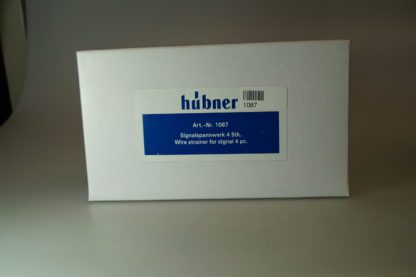 hübner
1087
Art.-Nr. 1087
Signalspannwerk 4 Stk.
Wire strainer for signal 4 pc.